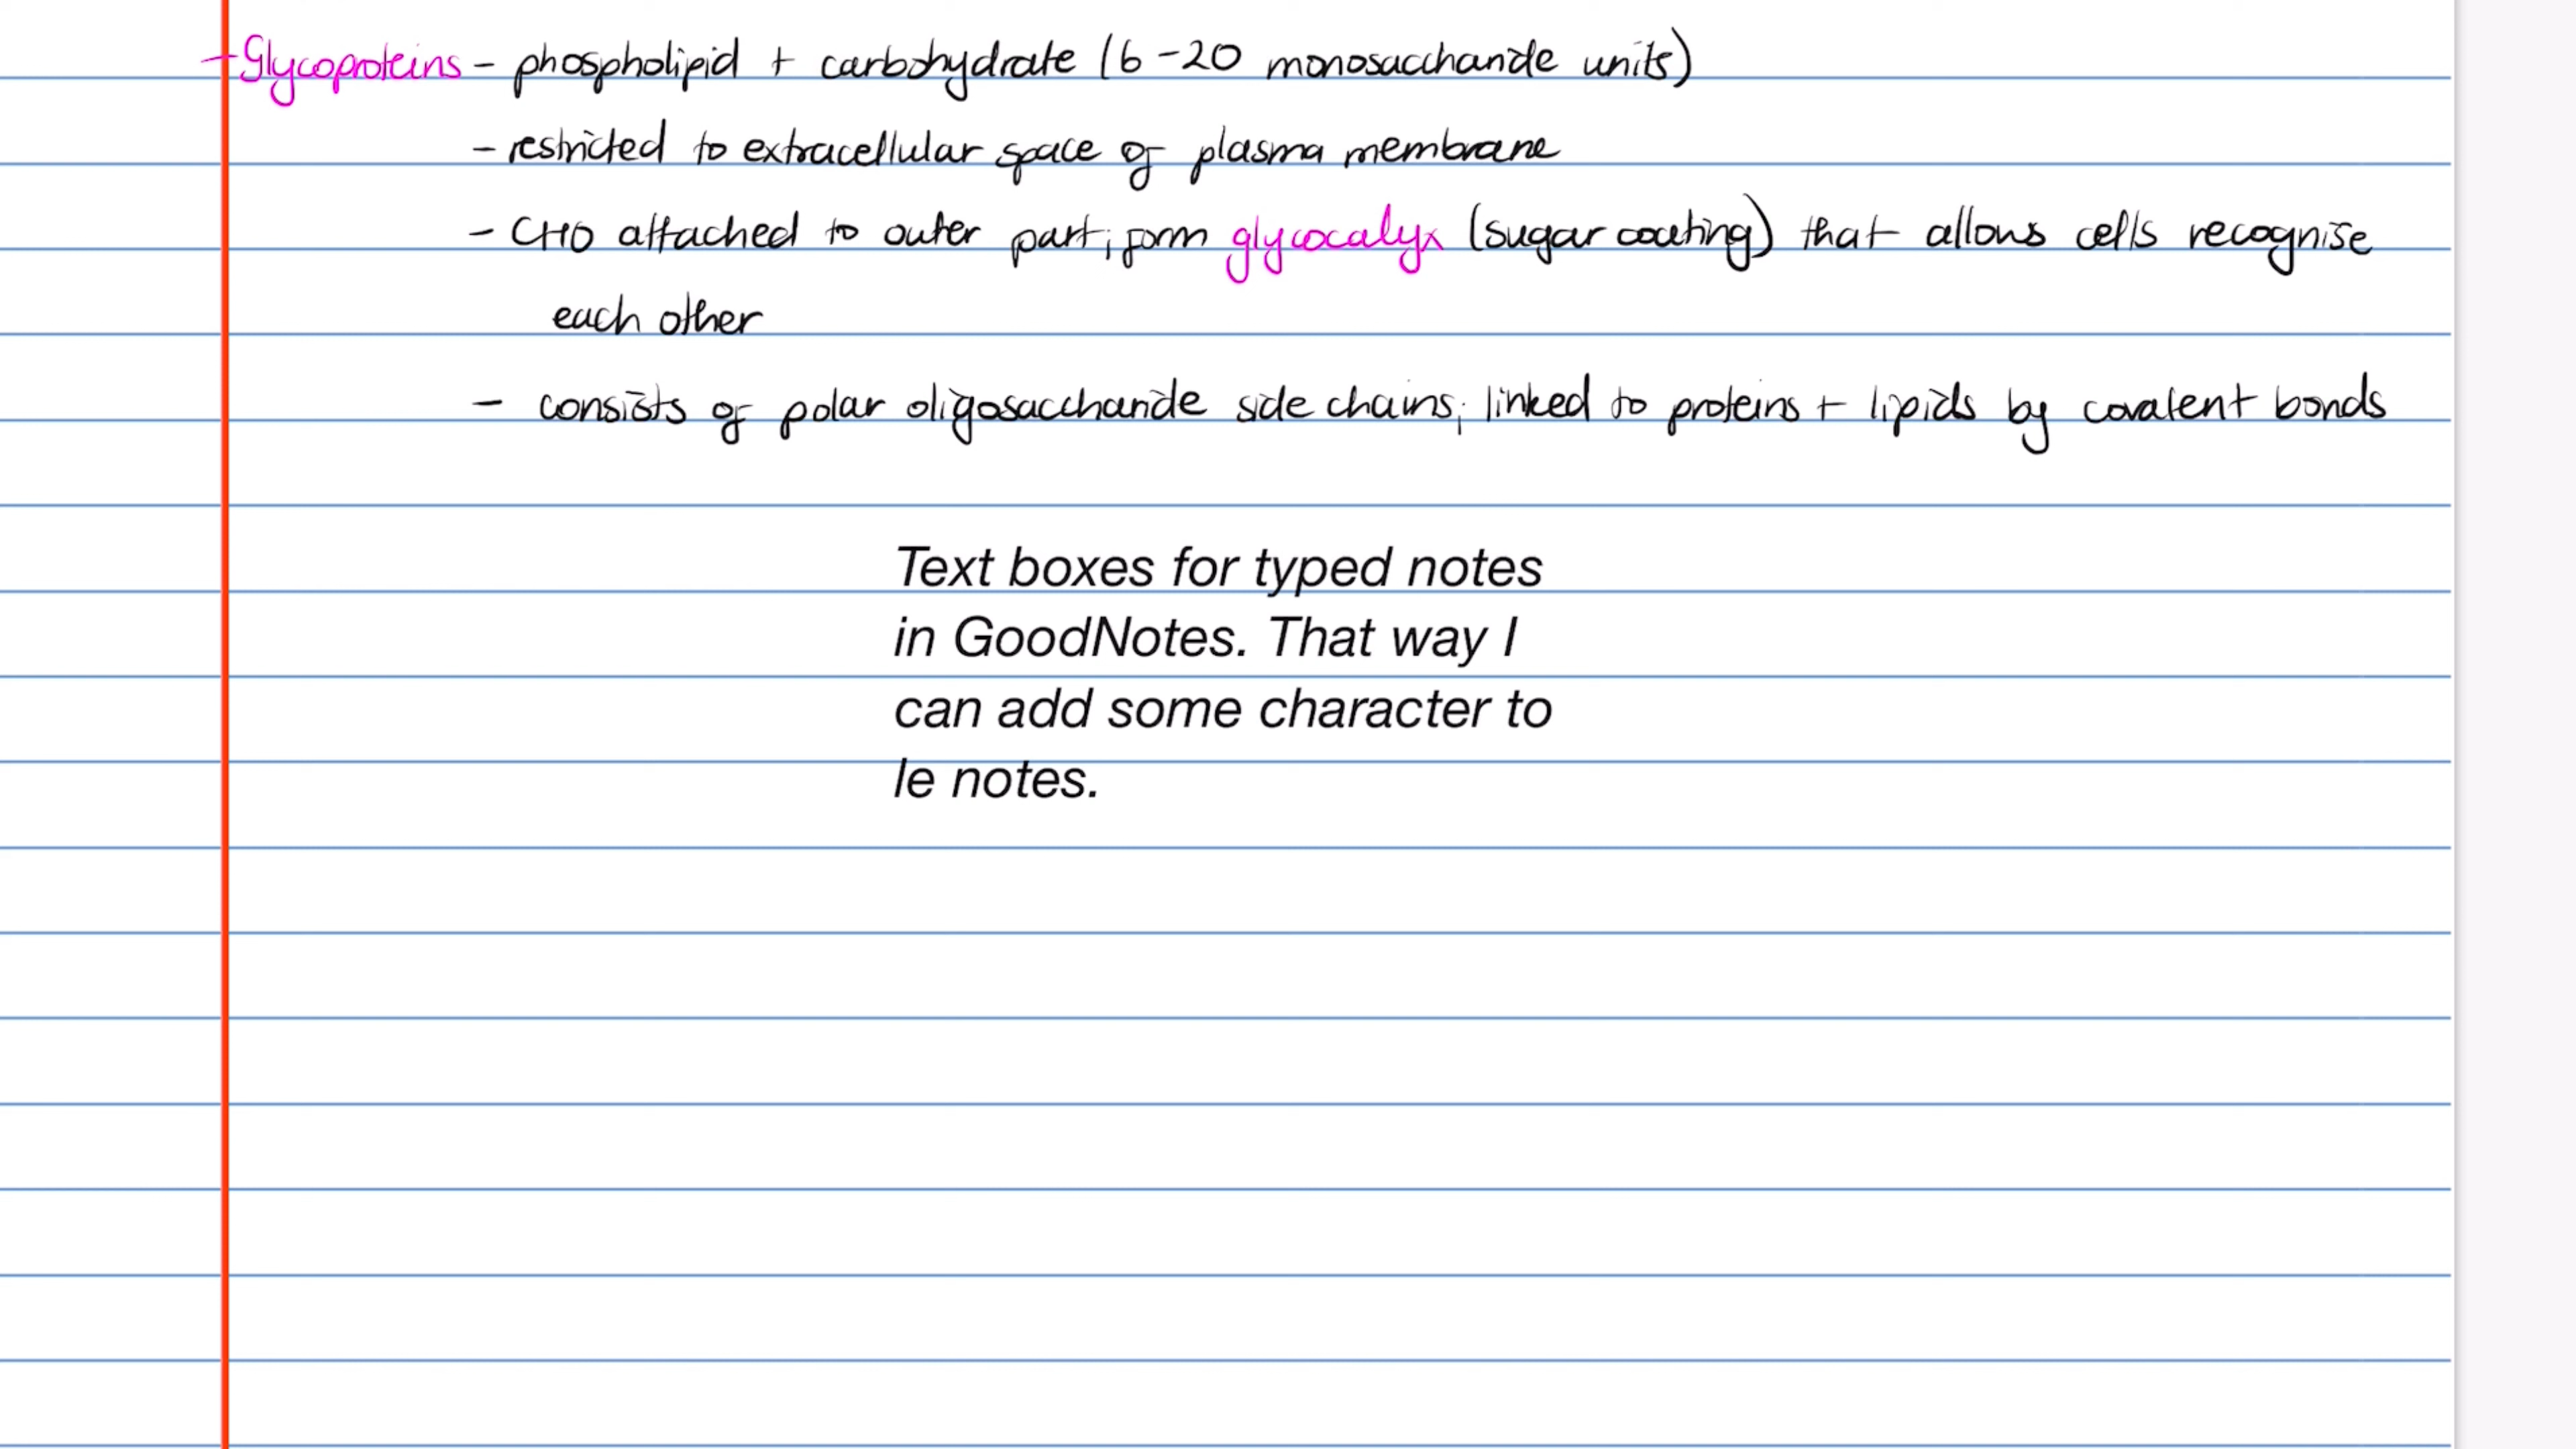 -Glycoproteins - phospholipid + carbohydrate (6-20 monosaccharide units)
- restricted to extracellular space of plasma membrane
- CHO attached to outer part; form glycocalyx (sugar coating) that allows cells recognise
each other
- consists of polar oligosaccharide side chains; linked to proteins + lipids by covalent bonds
Text boxes for typed notes
in GoodNotes. That way I
can add some character to
le notes.